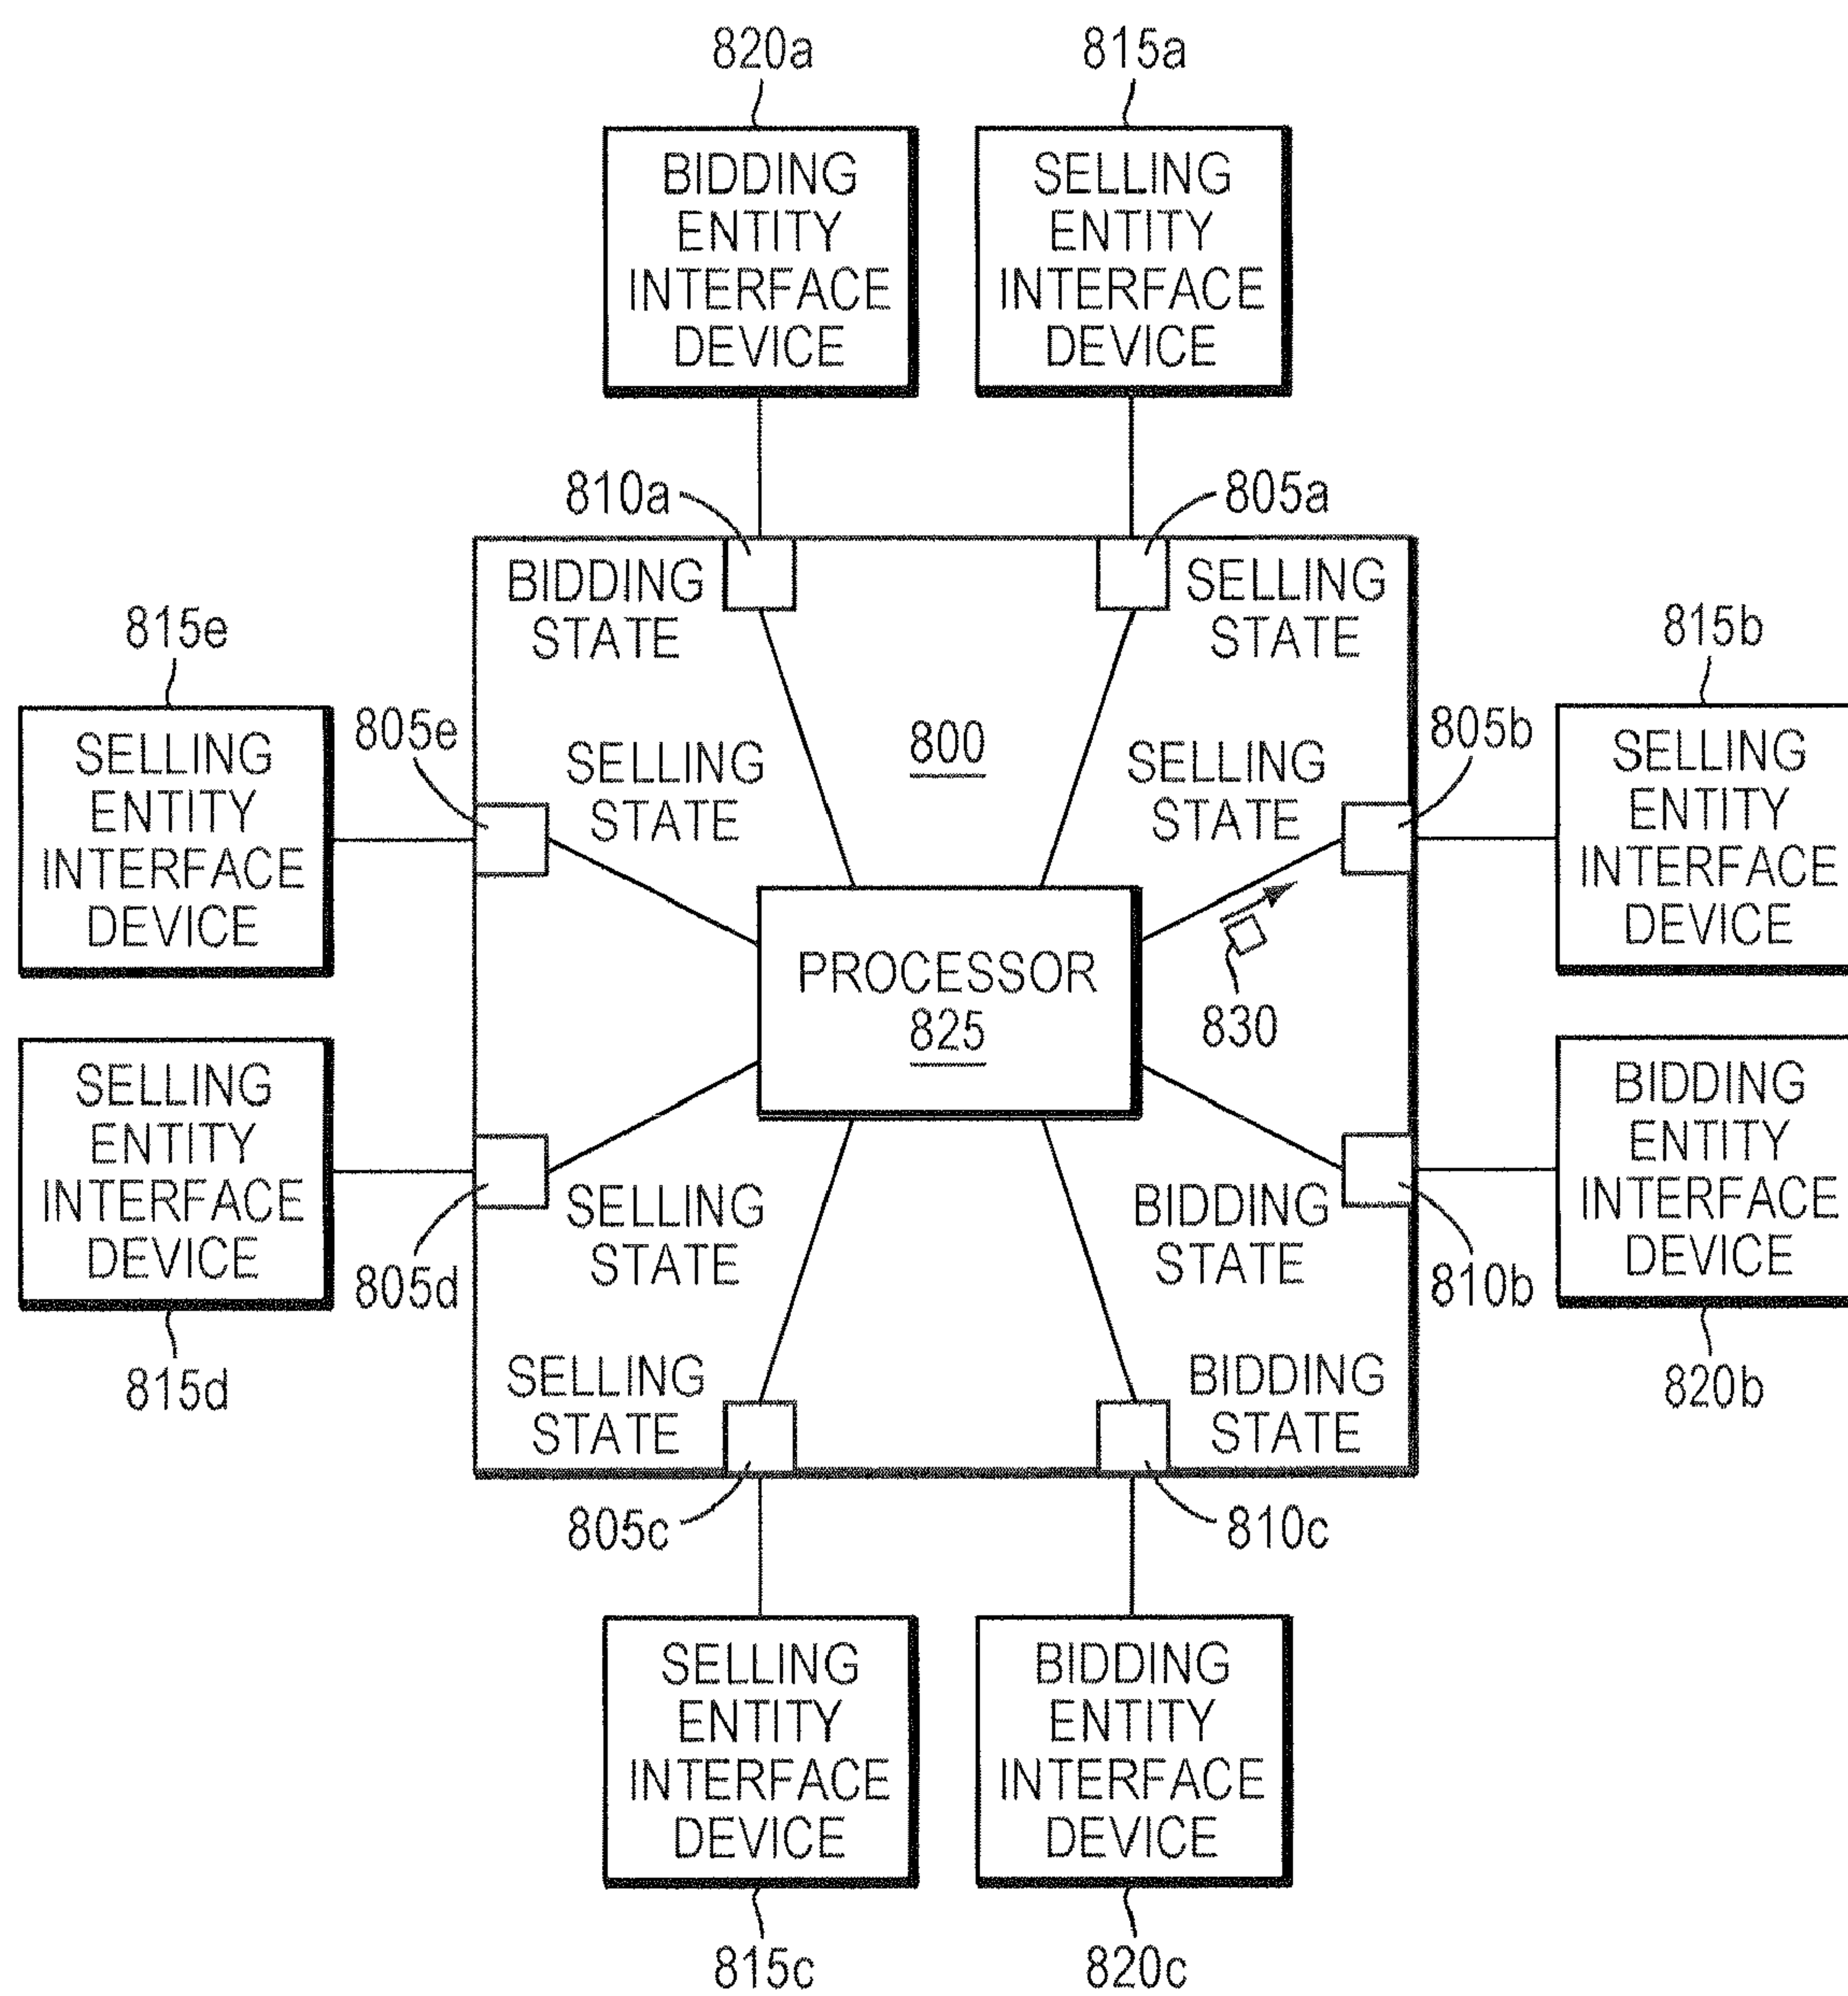 820a
815a
BIDDING
ENTITY
INTERFACE
DEVICE
SELLING
ENTITY
INTERFACE
DEVICE
810a
805a
BIDDING
STATE
SELLING
STATE
815e
815b
SELLING
ENTITY
INTERFACE
DEVICE
805e
SELLING
STATE
800
SELLING
STATE
805b
SELLING
ENTITY
INTERFACE
DEVICE
PROCESSOR
825
830
SELLING
ENTITY
INTERFACE
DEVICE
805d
SELLING
STATE
BIDDING
STATE
810b
BIDDING
ENTITY
INTERFACE
DEVICE
815d
820b
SELLING
STATE
BIDDING
STATE
805c
810c
SELLING
ENTITY
INTERFACE
DEVICE
BIDDING
ENTITY
INTERFACE
DEVICE
815c
820c